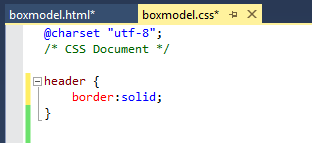 boxmodel.html* boxmodel.css*
@charset "utf-8";
/* CSS Document */
header {
border:solid;
}